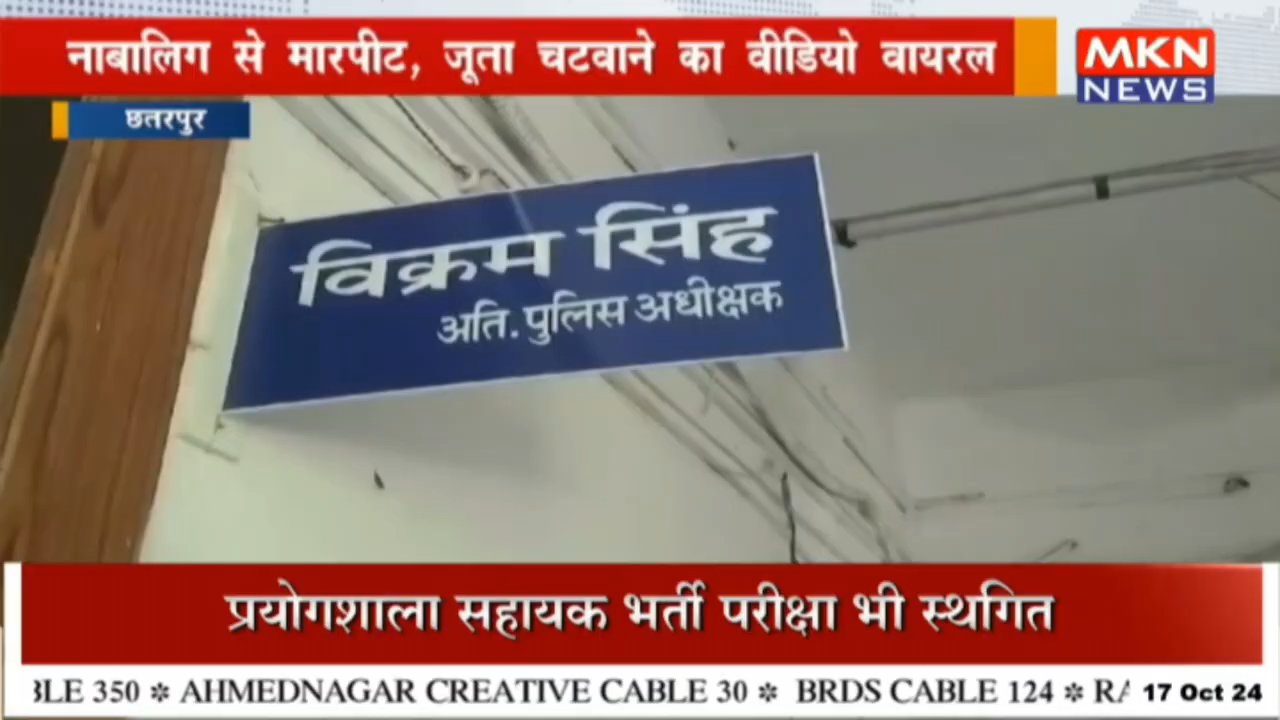 नाबालिग से मारपीट, जूता चटवाने का वीडियो वायरल
MKN
NEWS
छतरपुर
विक्रम सिंह
अति. पुलिस अधीक्षक
प्रयोगशाला सहायक भर्ती परीक्षा भी स्थगित
BLE 350 ✻ AHMEDNAGAR CREATIVE CABLE 30 ✻ BRDS CABLE 124 ✻ RA 17 Oct 24